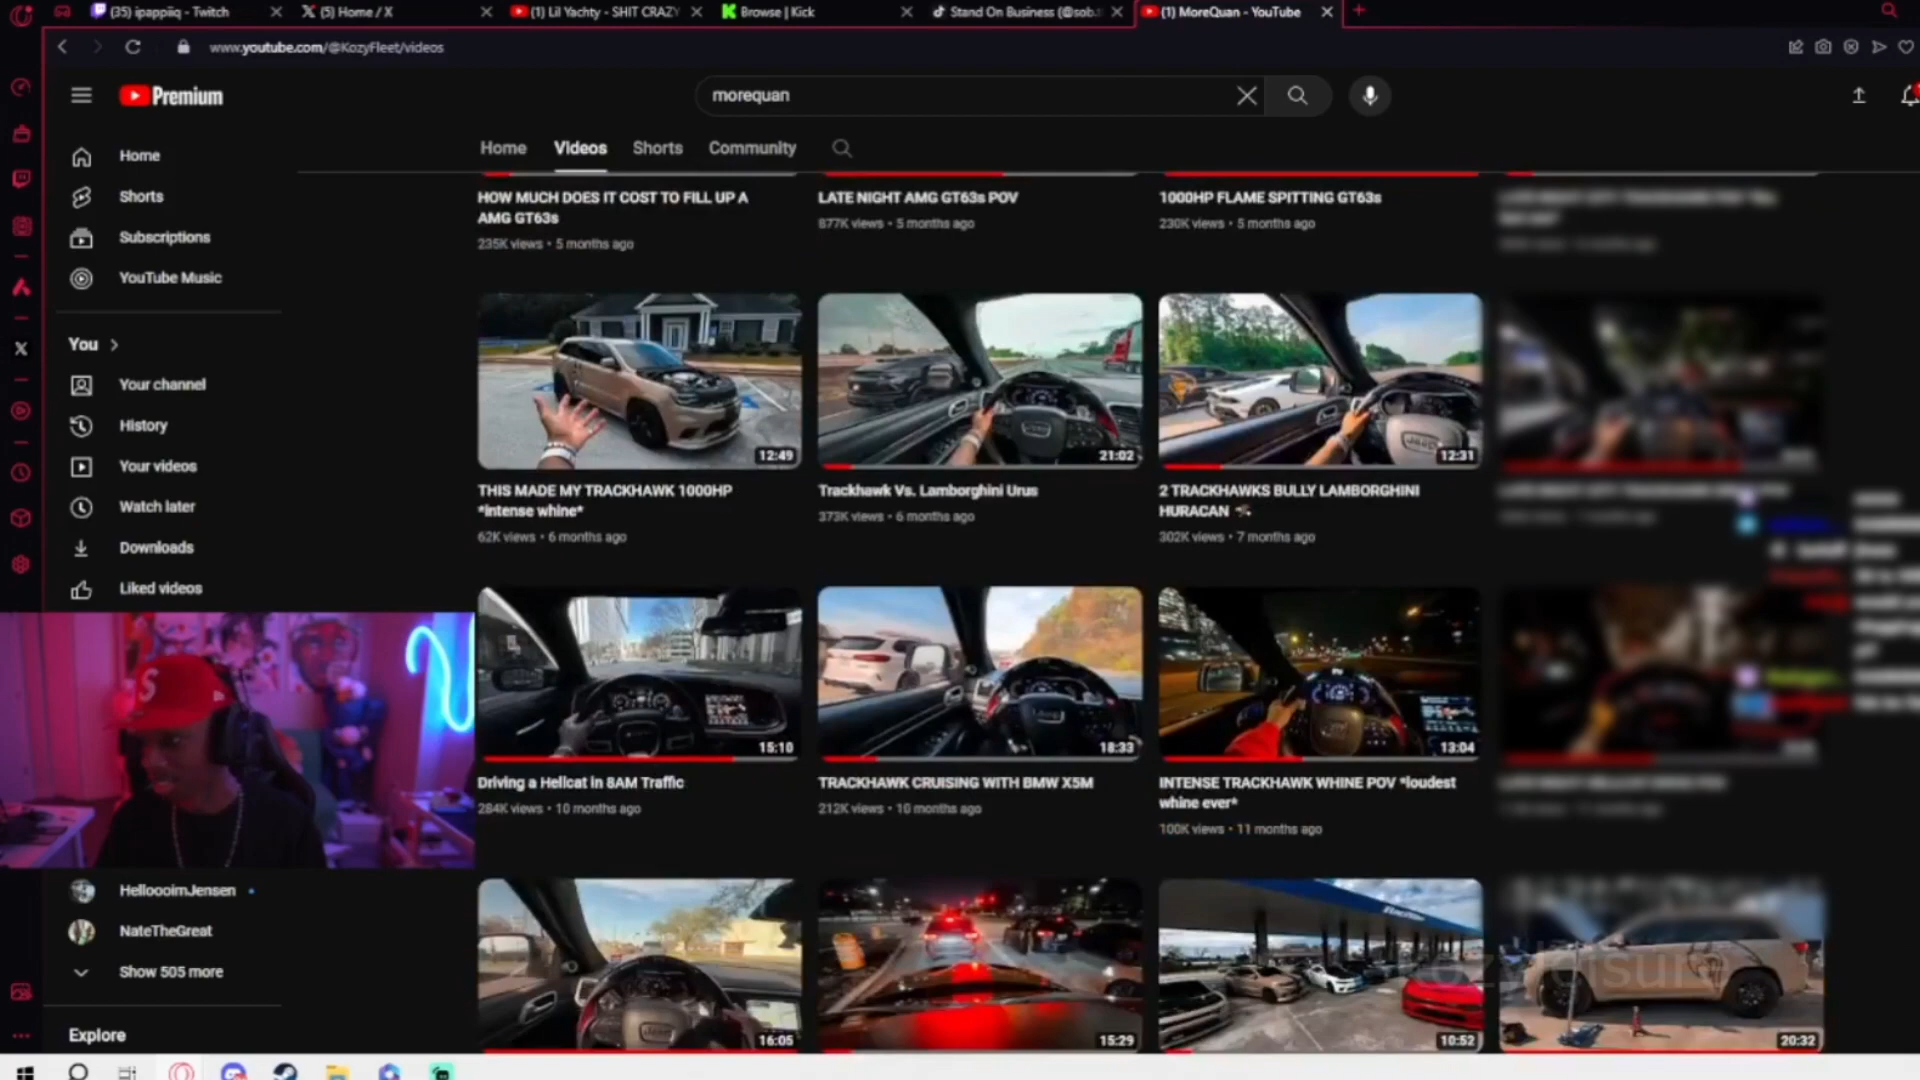 (35) ipappiiq - Twitch
(5) Home / X
(1) Lil Yachty - SHIT CRAZY
Browse | Kick
Stand On Business (@sob.
(1) MoreQuan - YouTube
www.youtube.com/@KozyFleet/videos
Premium
morequan
Home
Videos
Shorts
Community
Home
Shorts
Subscriptions
YouTube Music
You
Your channel
History
Your videos
Watch later
Downloads
Liked videos
HelloooimJensen
NateTheGreat
Show 505 more
Explore
HOW MUCH DOES IT COST TO FILL UP A
AMG GT63s
235K views • 5 months ago
LATE NIGHT AMG GT63s POV
877K views • 5 months ago
1000HP FLAME SPITTING GT63s
230K views • 5 months ago
12:49
THIS MADE MY TRACKHAWK 1000HP
*intense whine*
62K views • 6 months ago
21:02
Trackhawk Vs. Lamborghini Urus
373K views • 6 months ago
12:31
2 TRACKHAWKS BULLY LAMBORGHINI
HURACAN
302K views • 7 months ago
15:10
Driving a Hellcat in 8AM Traffic
284K views • 10 months ago
18:33
TRACKHAWK CRUISING WITH BMW X5M
212K views • 10 months ago
13:04
INTENSE TRACKHAWK WHINE POV *loudest
whine ever*
100K views • 11 months ago
16:05
15:29
10:52
20:32